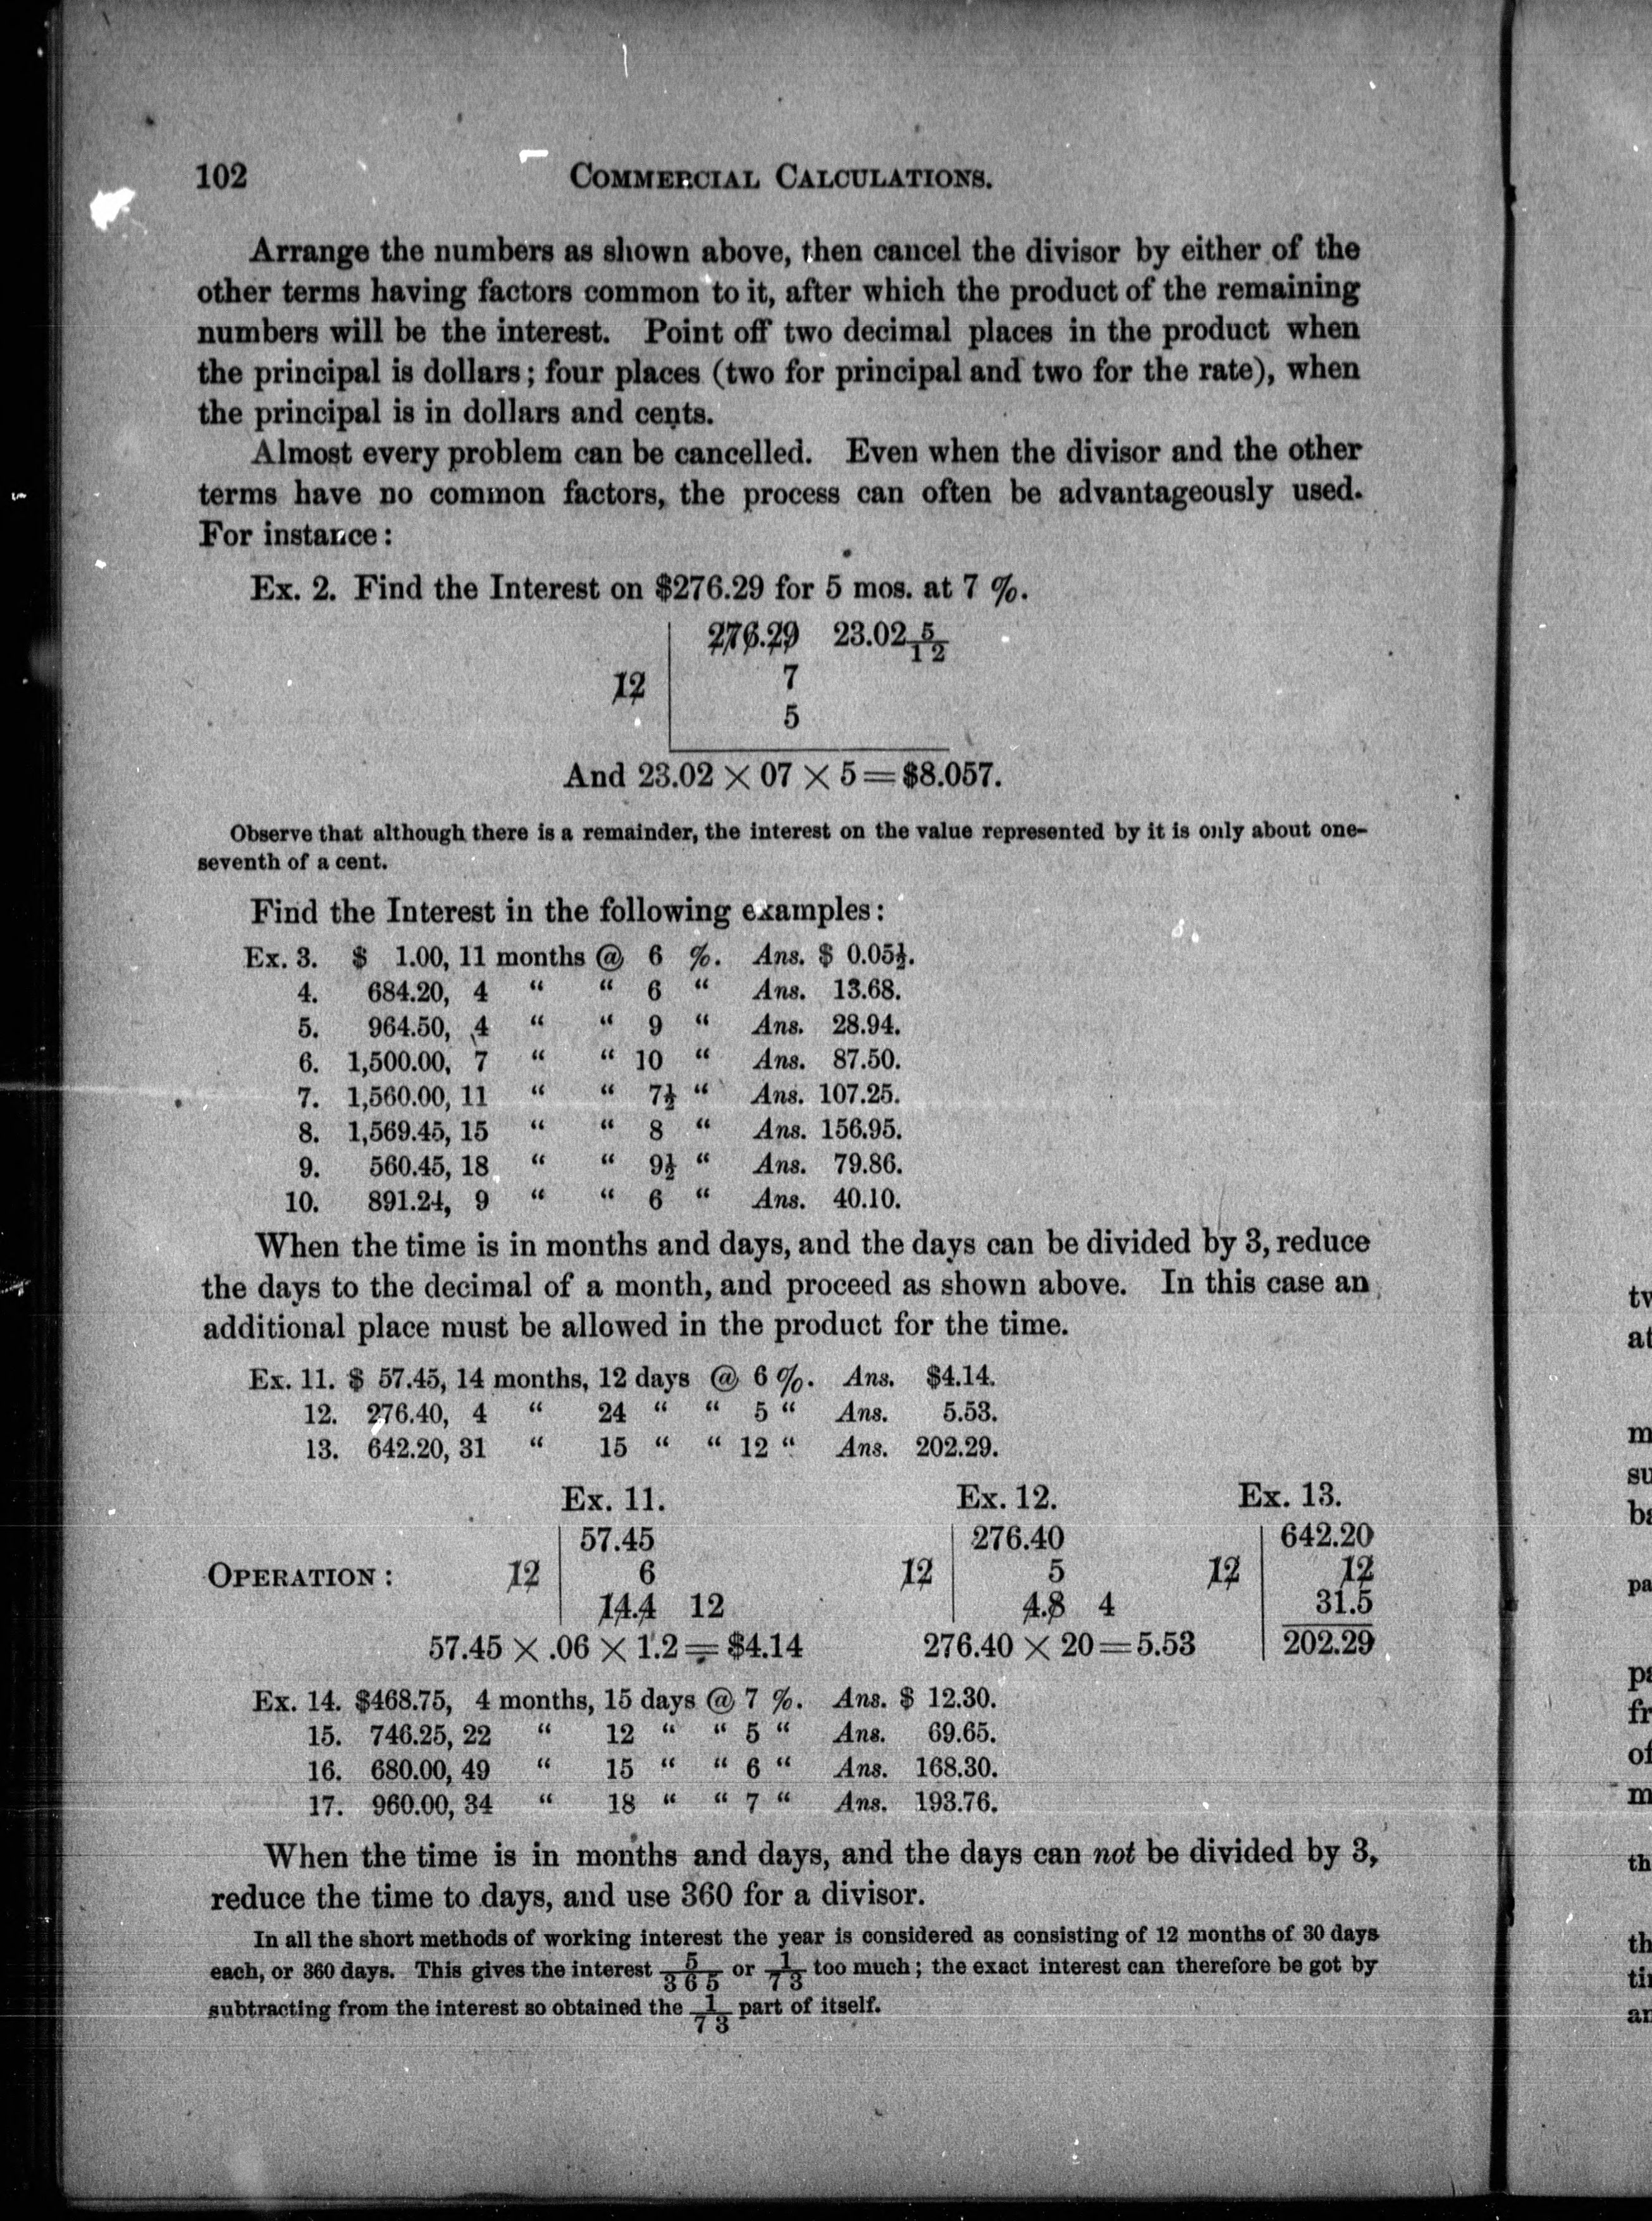 102 COMMERCIAL CALCULATIONS.
Arrange the numbers as shown above, then cancel the divisor by either of the
other terms having factors common to it, after which the product of the remaining
numbers will be the interest. Point off two decimal places in the product when
the principal is dollars; four places (two for principal and two for the rate), when
the principal is in dollars and cents.
Almost every problem can be cancelled. Even when the divisor and the other
terms have no common factors, the process can often be advantageously used.
For instance:
Ex. 2. Find the Interest on $276.29 for 5 mos. at 7 %.
276.29 23.02 5/12
12 7
5
And 23.02 × 07 × 5 = $8.057.
Observe that although there is a remainder, the interest on the value represented by it is only about one-
seventh of a cent.
Find the Interest in the following examples:
Ex. 3. $ 1.00, 11 months @ 6 %. Ans. $ 0.05½.
4. 684.20, 4 " " 6 " Ans. 13.68.
5. 964.50, 4 " " 9 " Ans. 28.94.
6. 1,500.00, 7 " " 10 " Ans. 87.50.
7. 1,560.00, 11 " " 7½ " Ans. 107.25.
8. 1,569.45, 15 " " 8 " Ans. 156.95.
9. 560.45, 18 " " 9½ " Ans. 79.86.
10. 891.24, 9 " " 6 " Ans. 40.10.
When the time is in months and days, and the days can be divided by 3, reduce
the days to the decimal of a month, and proceed as shown above. In this case an
additional place must be allowed in the product for the time.
Ex. 11. $ 57.45, 14 months, 12 days @ 6 %. Ans. $4.14.
12. 276.40, 4 " 24 " " 5 " Ans. 5.53.
13. 642.20, 31 " 15 " " 12 " Ans. 202.29.
Ex. 11. Ex. 12. Ex. 13.
57.45 276.40 642.20
OPERATION: 12 6 12 5 12 12
14.4 12 4.8 4 31.5
57.45 × .06 × 1.2 = $4.14 276.40 × 20 = 5.53 202.29
Ex. 14. $468.75, 4 months, 15 days @ 7 %. Ans. $ 12.30.
15. 746.25, 22 " 12 " " 5 " Ans. 69.65.
16. 680.00, 49 " 15 " " 6 " Ans. 168.30.
17. 960.00, 34 " 18 " " 7 " Ans. 193.76.
When the time is in months and days, and the days can not be divided by 3,
reduce the time to days, and use 360 for a divisor.
In all the short methods of working interest the year is considered as consisting of 12 months of 30 days
each, or 360 days. This gives the interest 5/365 or 1/73 too much; the exact interest can therefore be got by
subtracting from the interest so obtained the 1/73 part of itself.